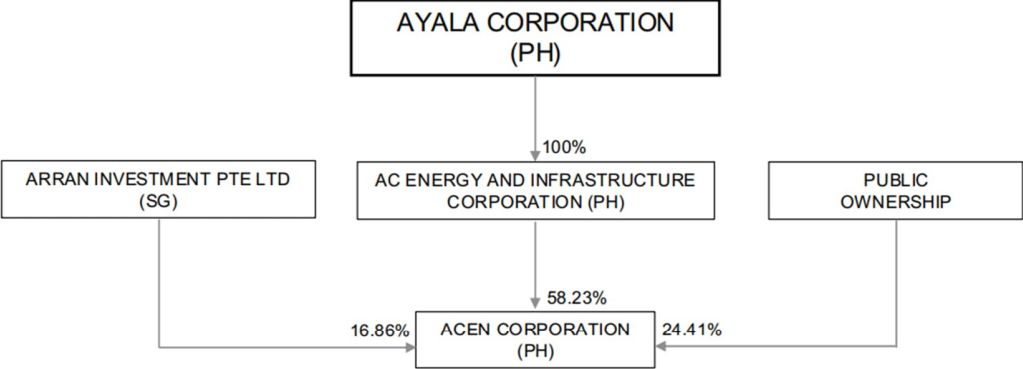 AYALA CORPORATION
(PH)
100%
ARRAN INVESTMENT PTE LTD
(SG)
AC ENERGY AND INFRASTRUCTURE
CORPORATION (PH)
PUBLIC
OWNERSHIP
58.23%
16.86%
ACEN CORPORATION
(PH)
24.41%